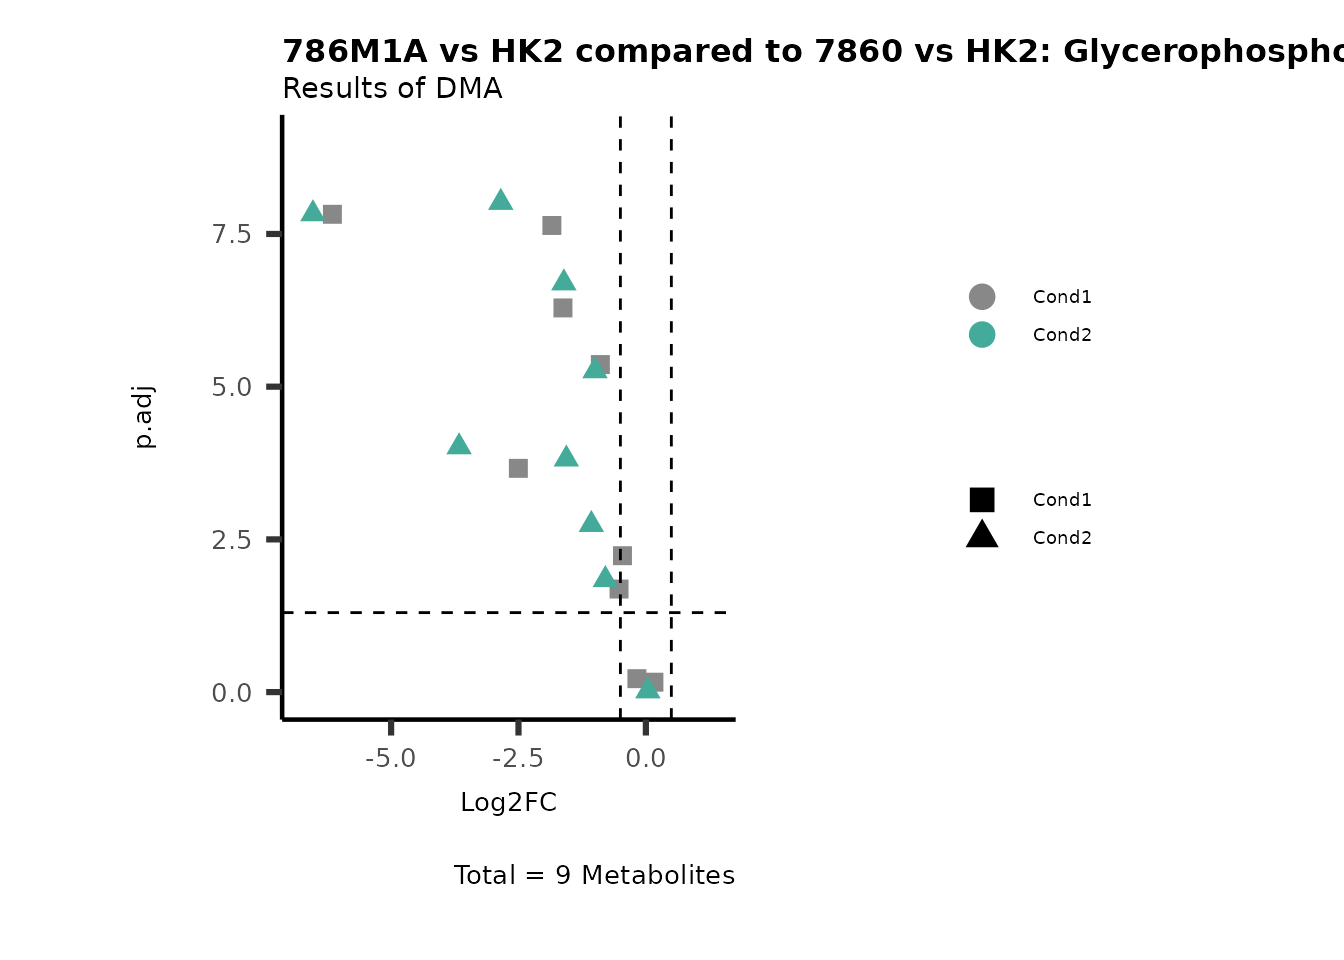 786M1A vs HK2 compared to 7860 vs HK2: Glycerophospho
Results of DMA
7.5
5.0
2.5
0.0
p.adj
-5.0
-2.5
0.0
Log2FC
Total = 9 Metabolites
Cond1
Cond2
Cond1
Cond2